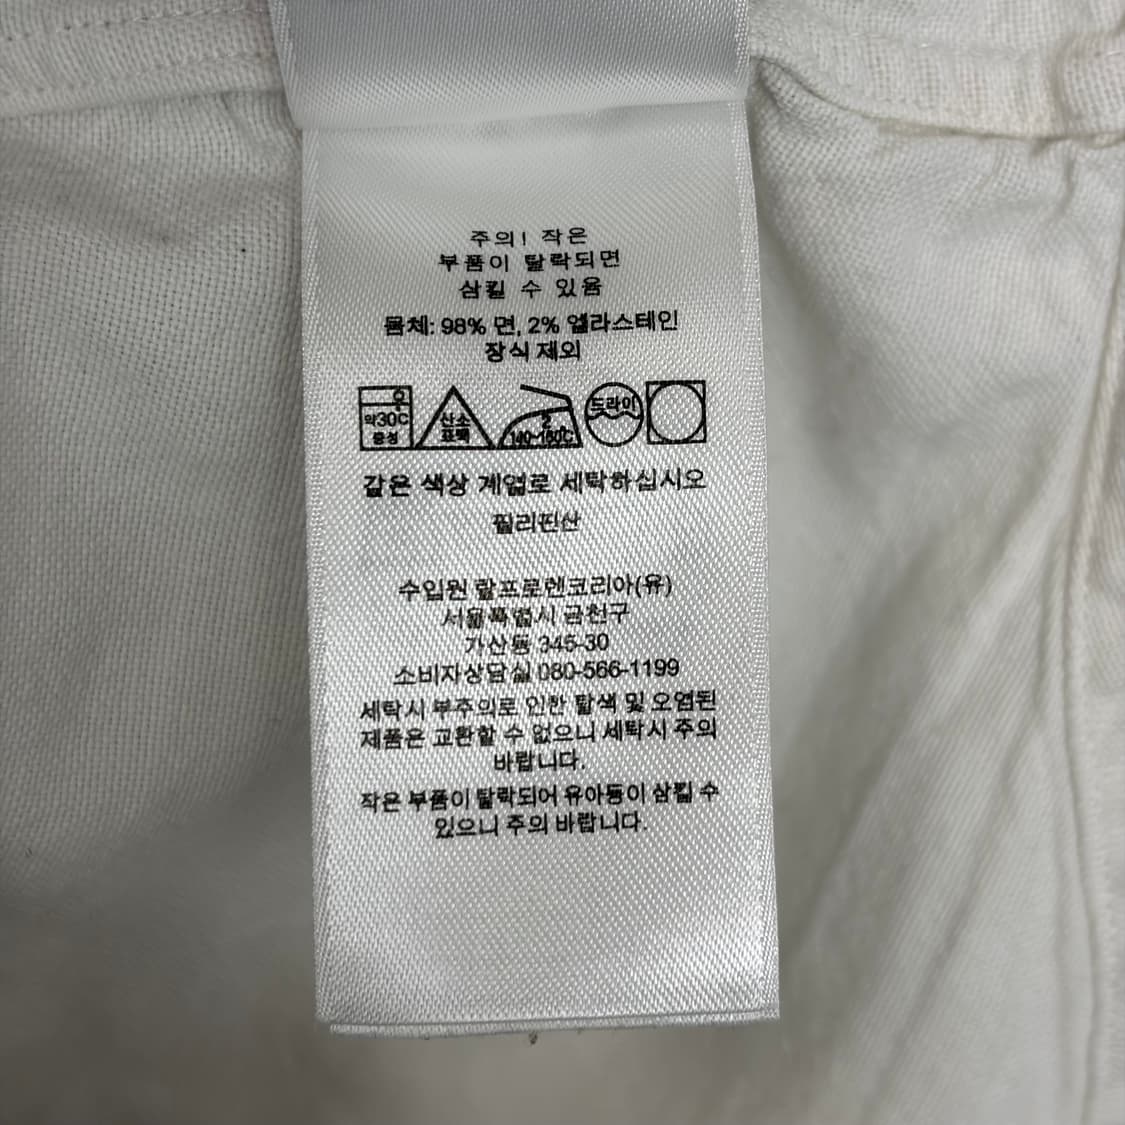 주의! 작은
부품이 탈락되면
삼킬 수 있음
몸체: 98% 면, 2% 엘라스테인
장식 제외
약30℃ 중성
산소 표백
2 140~160℃
드라이
같은 색상 계열로 세탁하십시오
필리핀산
수입원 랄프로렌코리아(유)
서울특별시 금천구
가산동 345-30
소비자상담실 080-566-1199
세탁시 부주의로 인한 탈색 및 오염된
제품은 교환할 수 없으니 세탁시 주의
바랍니다.
작은 부품이 탈락되어 유아등이 삼킬 수
있으니 주의 바랍니다.